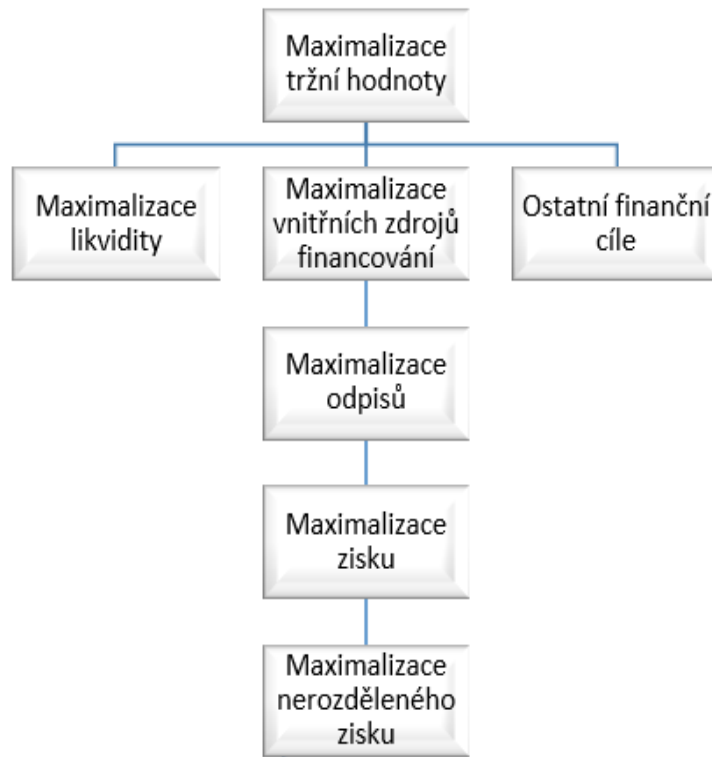 Maximalizace
tržní hodnoty
Maximalizace
likvidity
Maximalizace
vnitřních zdrojů
financování
Ostatní finanční
cíle
Maximalizace
odpisů
Maximalizace
zisku
Maximalizace
nerozděleného
zisku